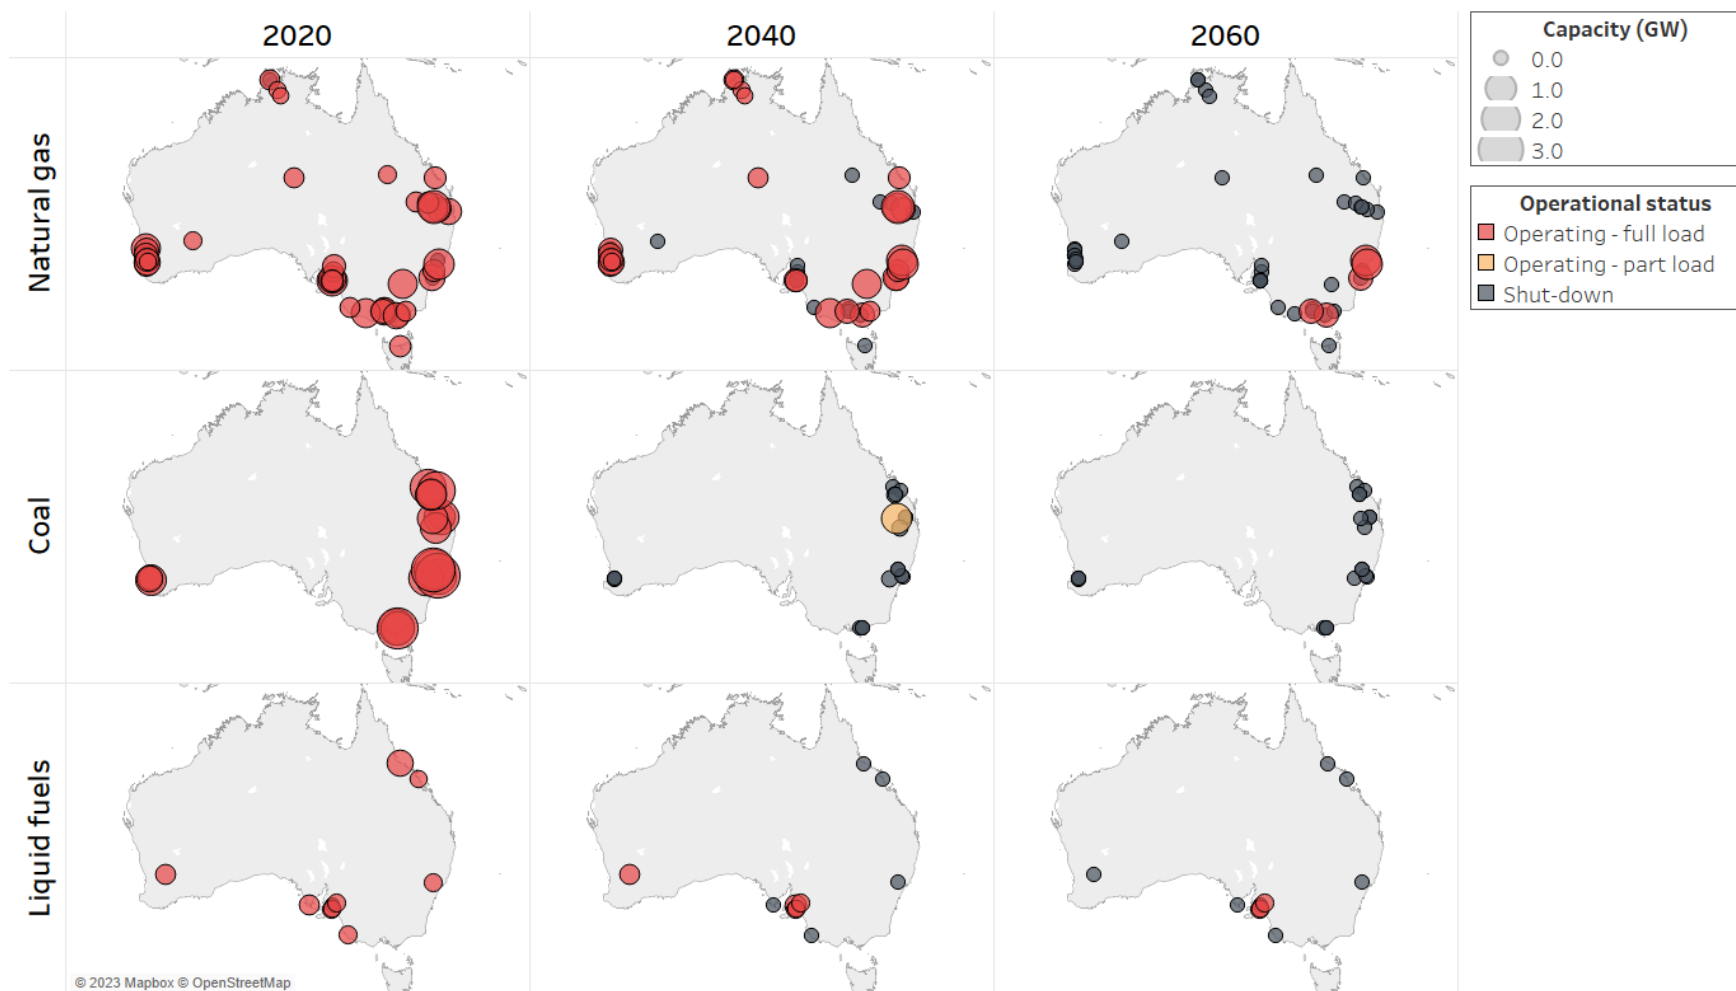 2020
2040
2060
Natural gas
Coal
Liquid fuels
Capacity (GW)
0.0
1.0
2.0
3.0
Operational status
Operating - full load
Operating - part load
Shut-down
© 2023 Mapbox © OpenStreetMap